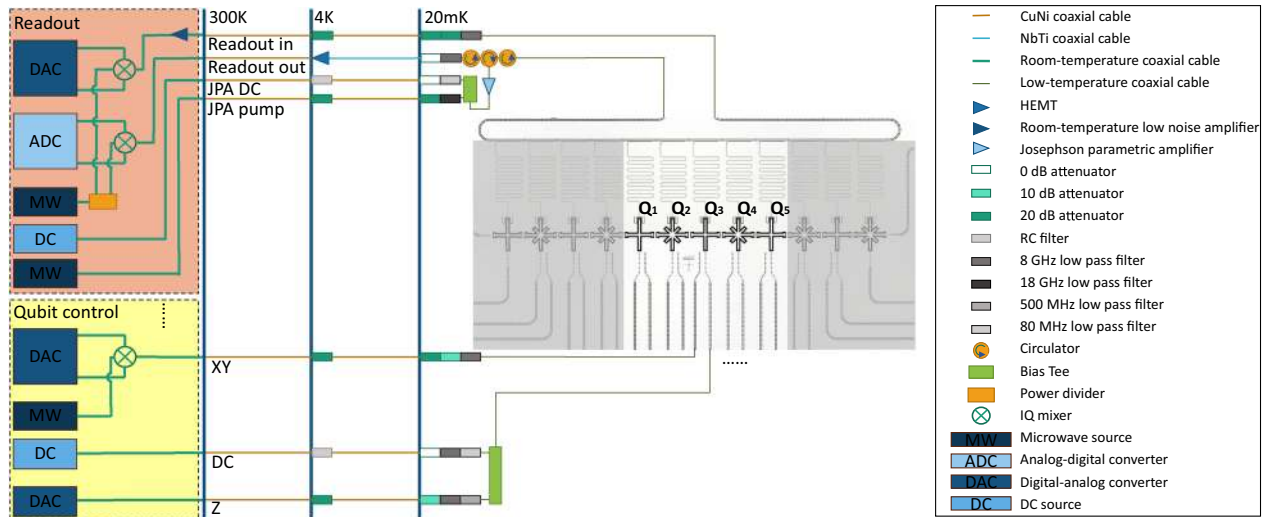 Readout
300K
4K
20mK
DAC
Readout in
Readout out
JPA DC
JPA pump
ADC
MW
DC
MW
Q1 Q2 Q3 Q4 Q5
Qubit control
DAC
XY
......
MW
DC
DC
DAC
Z
CuNi coaxial cable
NbTi coaxial cable
Room-temperature coaxial cable
Low-temperature coaxial cable
HEMT
Room-temperature low noise amplifier
Josephson parametric amplifier
0 dB attenuator
10 dB attenuator
20 dB attenuator
RC filter
8 GHz low pass filter
18 GHz low pass filter
500 MHz low pass filter
80 MHz low pass filter
Circulator
Bias Tee
Power divider
IQ mixer
MW Microwave source
ADC Analog-digital converter
DAC Digital-analog converter
DC DC source